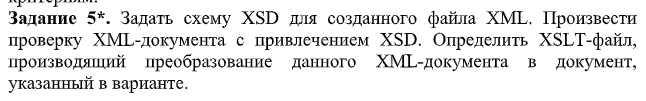 Задание 5*. Задать схему XSD для созданного файла XML. Произвести
проверку XML-документа с привлечением XSD. Определить XSLT-файл,
производящий преобразование данного XML-документа в документ,
указанный в варианте.